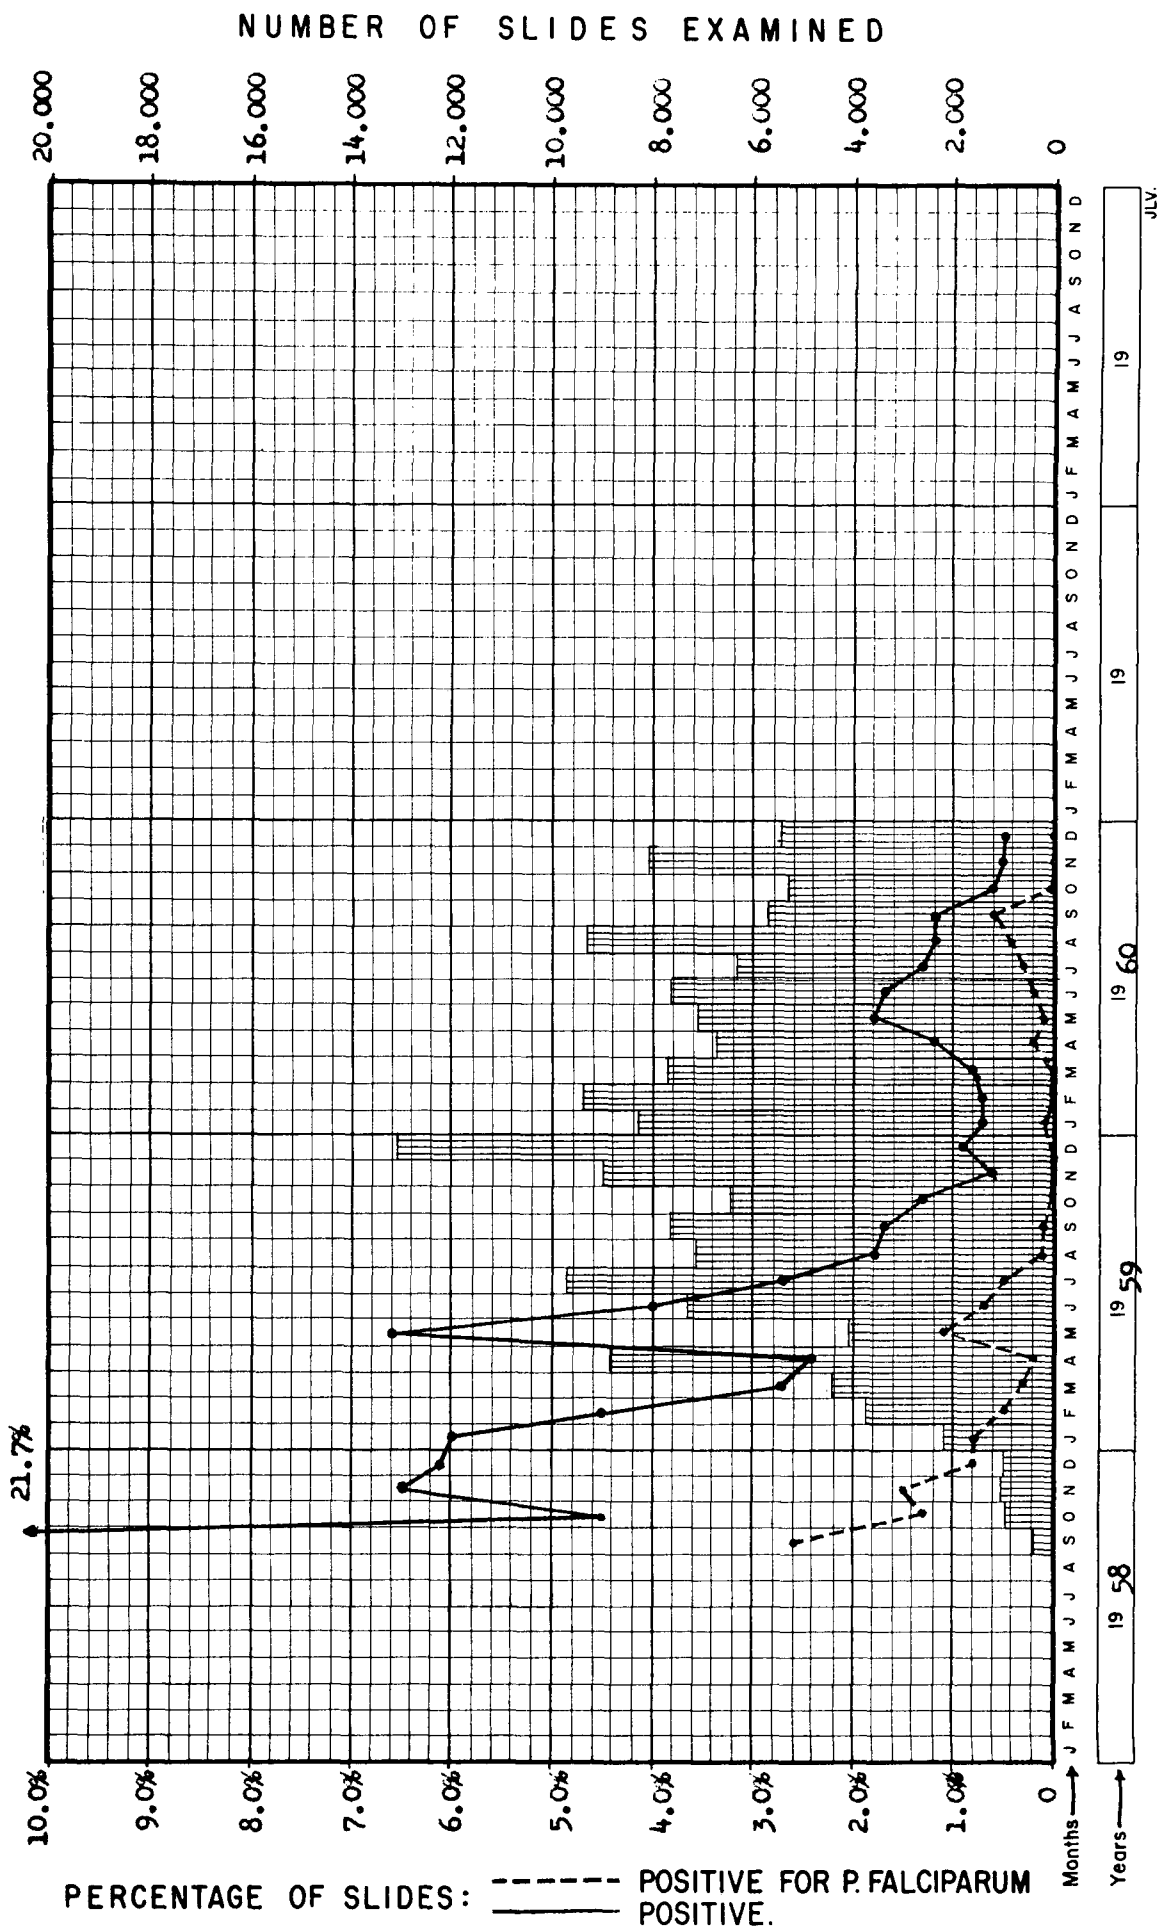 NUMBER OF SLIDES EXAMINED
20.000 18.000 16.000 14.000 12.000 10.000 8.000 6.000 4.000 2.000 0
21.7%
10.0% 9.0% 8.0% 7.0% 6.0% 5.0% 4.0% 3.0% 2.0% 1.0% 0
Months J F M A M J J A S O N D J F M A M J J A S O N D J F M A M J J A S O N D J F M A M J J A S O N D J F M A M J J A S O N D
Years 19 58 19 59 19 60 19 19
JLV.
PERCENTAGE OF SLIDES:
POSITIVE FOR P. FALCIPARUM
POSITIVE.